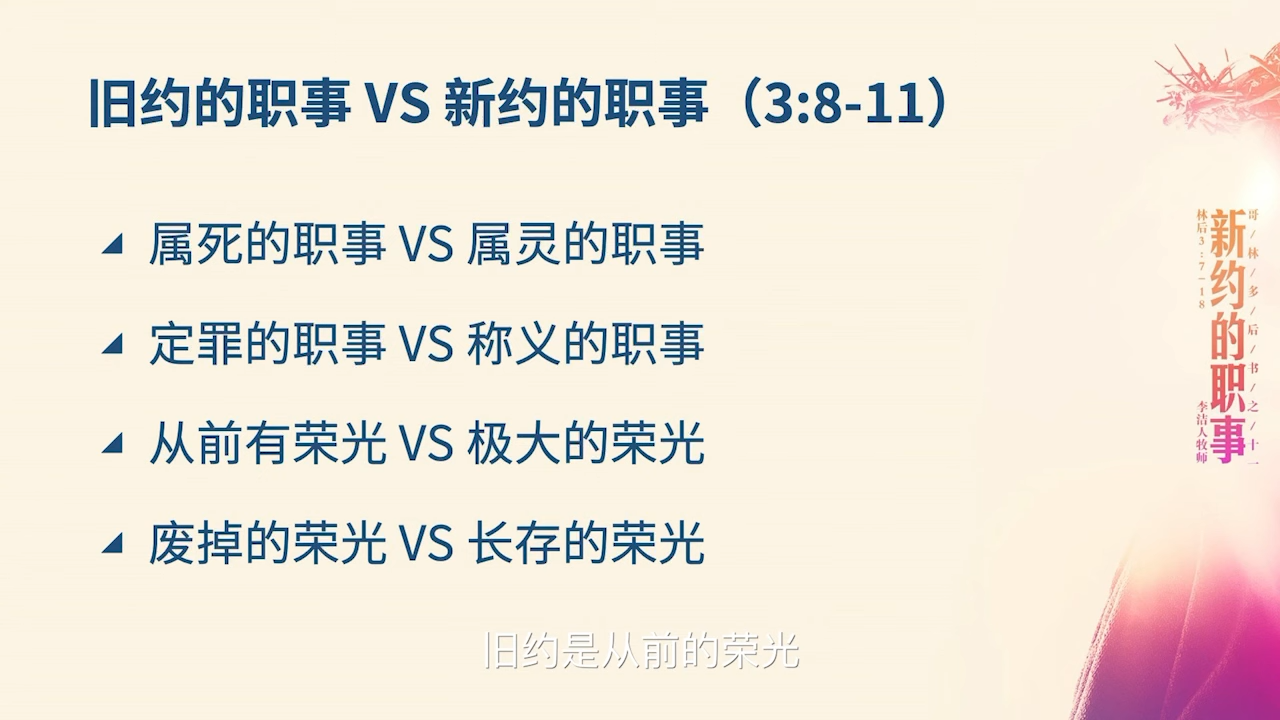 旧约的职事 VS 新约的职事（3:8-11）
属死的职事 VS 属灵的职事
定罪的职事 VS 称义的职事
从前有荣光 VS 极大的荣光
废掉的荣光 VS 长存的荣光
旧约是从前的荣光
哥/林/多/后/书/之/十一
新约的职事
林后3:7-18
李洁人牧师